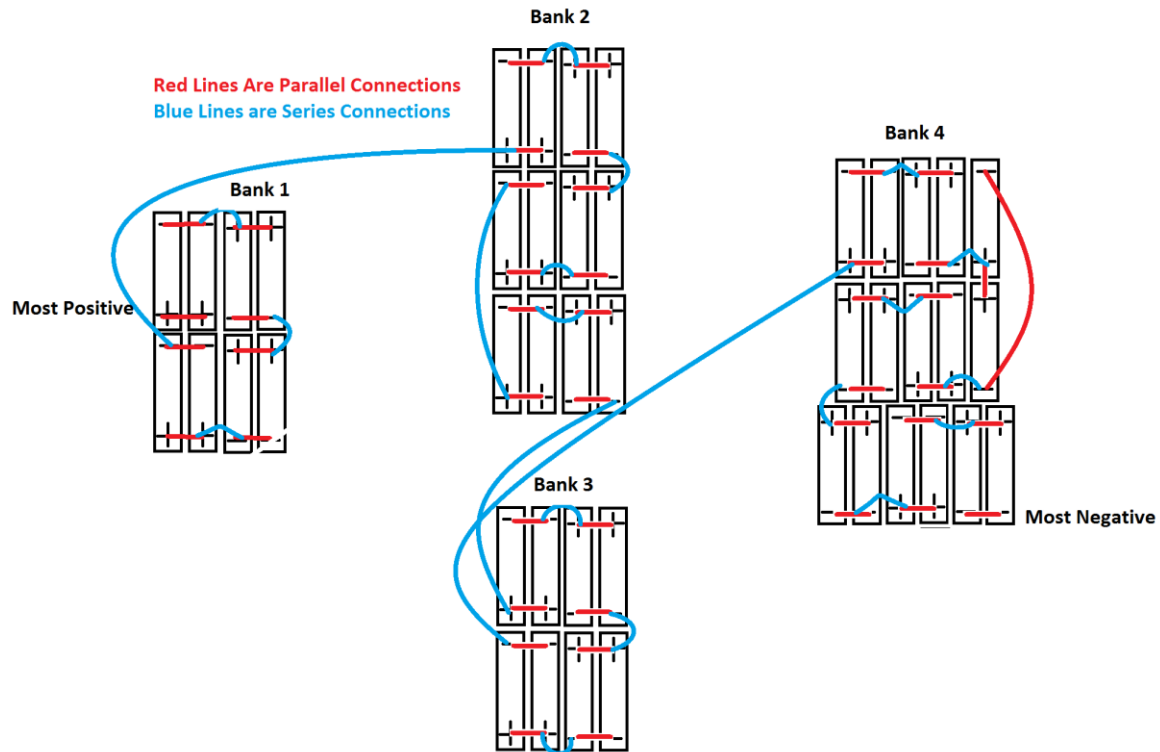 Bank 2
Red Lines Are Parallel Connections
Blue Lines are Series Connections
Bank 4
Bank 1
Most Positive
Bank 3
Most Negative